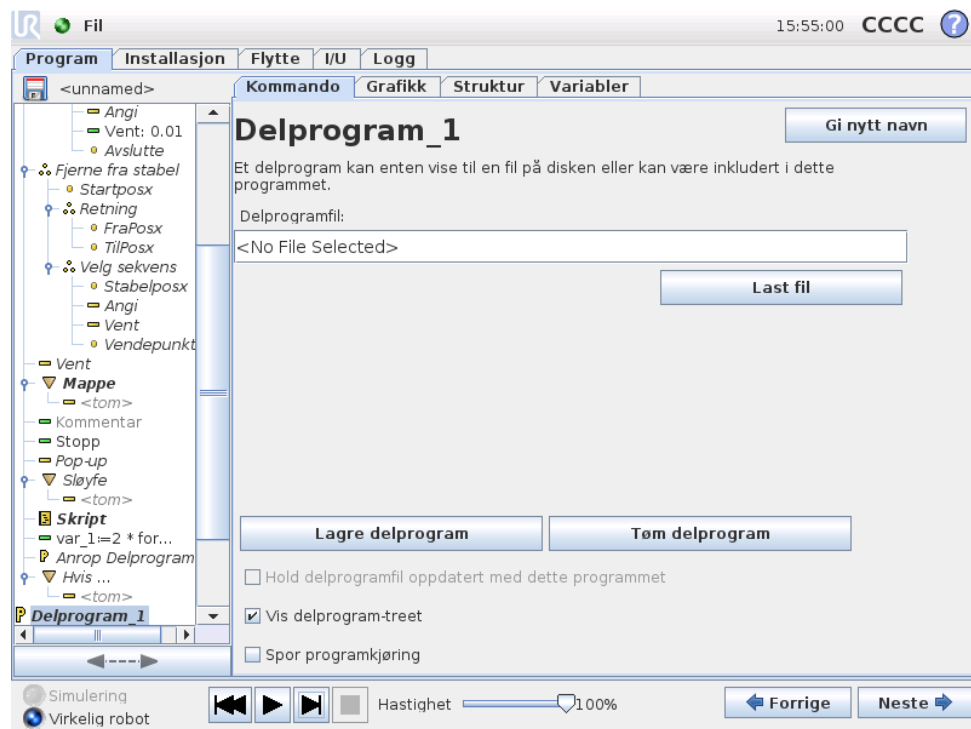 UR Fil 15:55:00 CCCC ?
Program Installasjon Flytte I/U Logg
<unnamed>
Kommando Grafikk Struktur Variabler
Angi
Vent: 0.01
Avslutte
Fjerne fra stabel
Startposx
Retning
FraPosx
TilPosx
Velg sekvens
Stabelposx
Angi
Vent
Vendepunkt
Vent
Mappe
<tom>
Kommentar
Stopp
Pop-up
Sløyfe
<tom>
Skript
var_1:=2 * for...
P Anrop Delprogram
Hvis ...
<tom>
P Delprogram_1
Delprogram_1
Gi nytt navn
Et delprogram kan enten vise til en fil på disken eller kan være inkludert i dette
programmet.
Delprogramfil:
<No File Selected>
Last fil
Lagre delprogram Tøm delprogram
Hold delprogramfil oppdatert med dette programmet
Vis delprogram-treet
Spor programkjøring
Simulering
Virkelig robot
Hastighet 100%
Forrige Neste